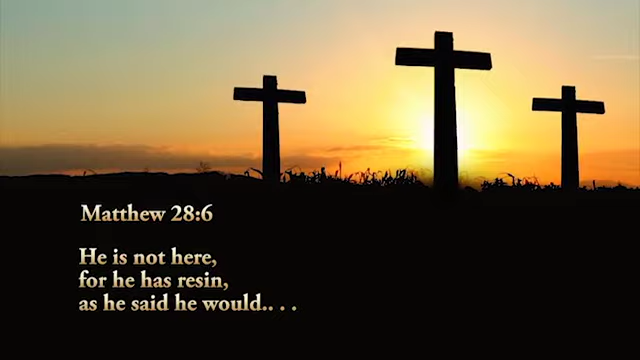 Matthew 28:6
He is not here,
for he has resin,
as he said he would.. . .